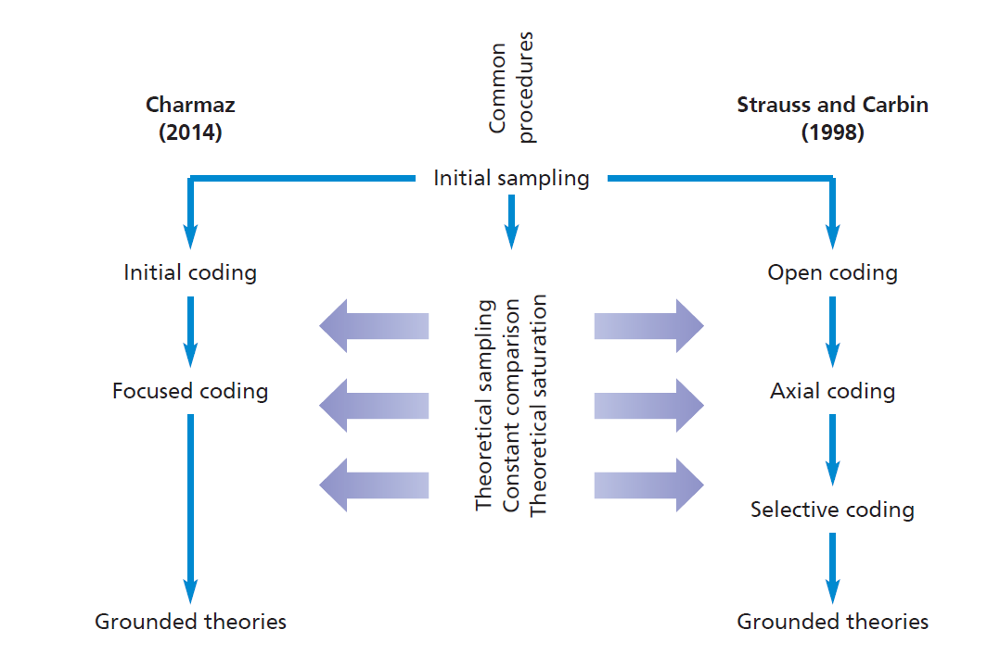 Common
procedures
Charmaz
(2014)
Strauss and Carbin
(1998)
Initial sampling
Initial coding
Open coding
Theoretical sampling
Constant comparison
Theoretical saturation
Focused coding
Axial coding
Selective coding
Grounded theories
Grounded theories